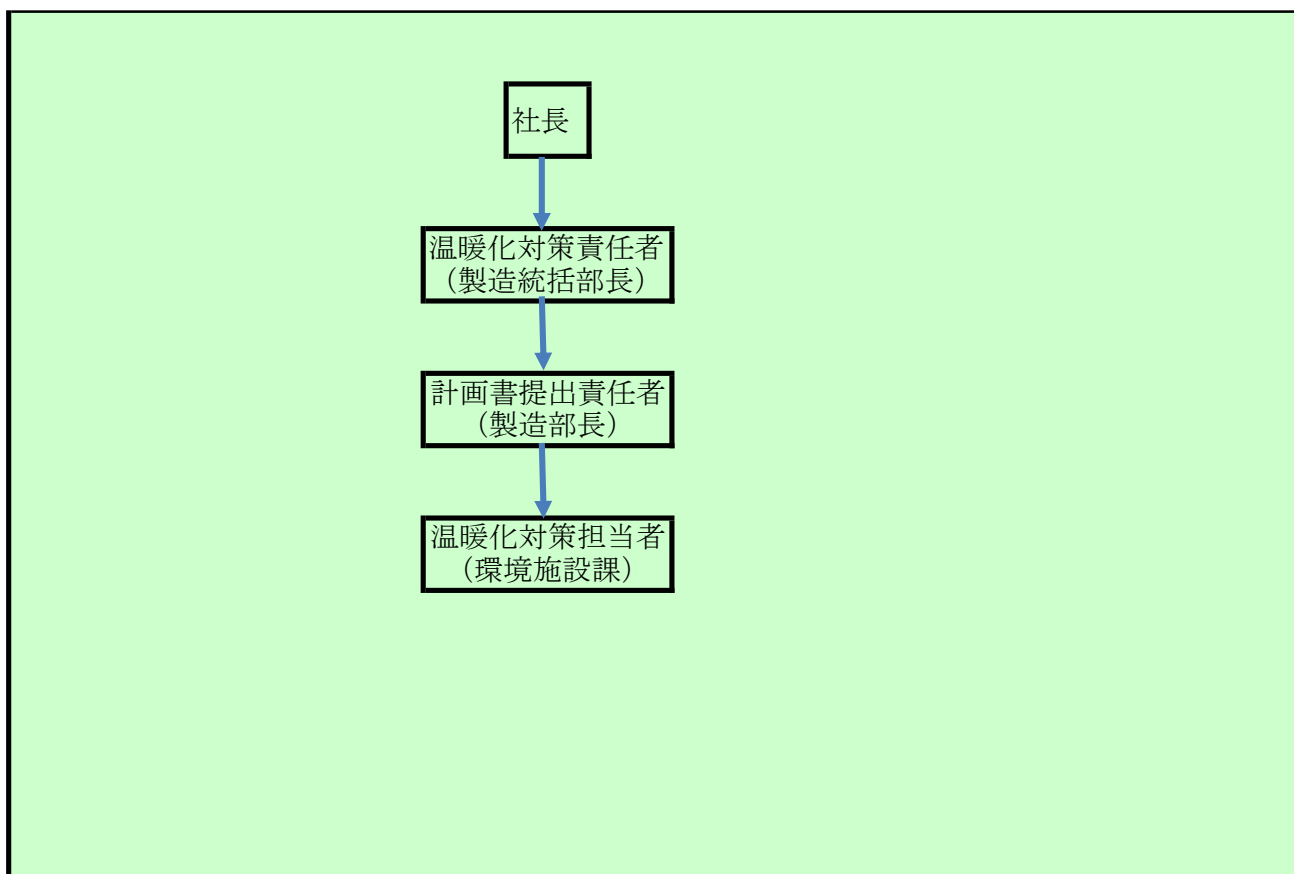 社長
温暖化対策責任者
（製造統括部長）
計画書提出責任者
（製造部長）
温暖化対策担当者
（環境施設課）